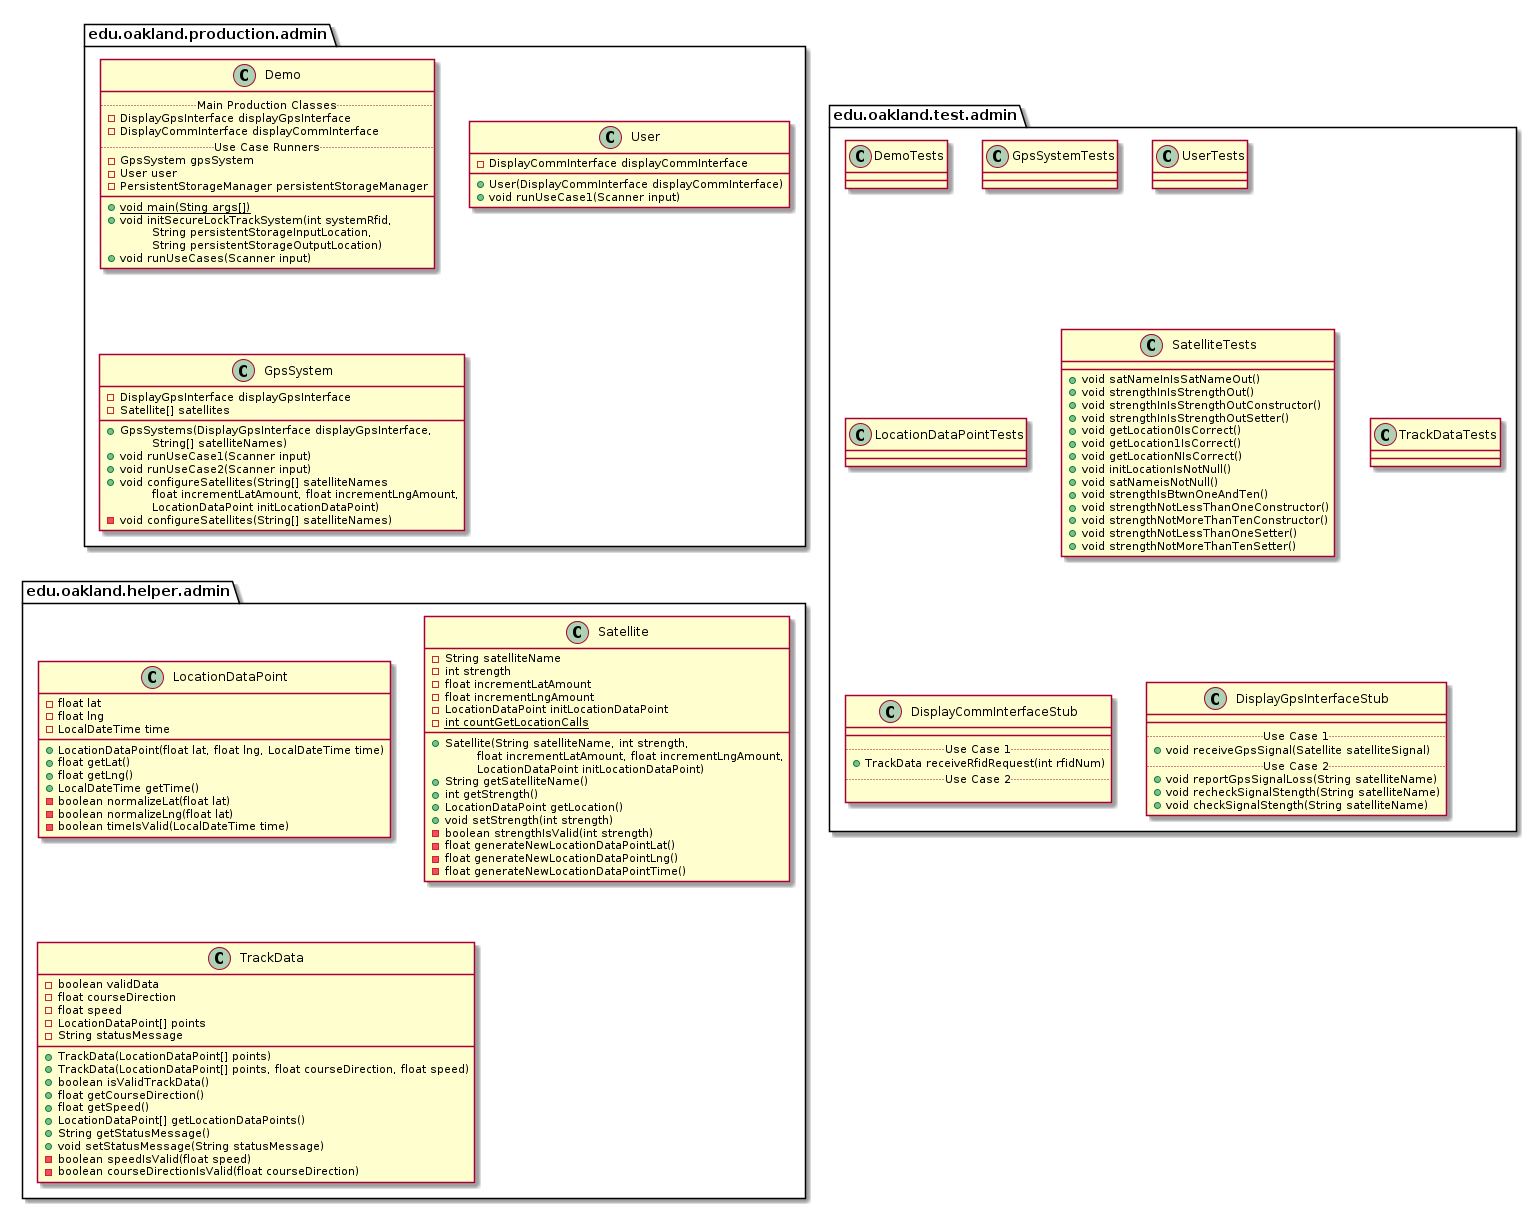 edu.oakland.production.admin
C Demo
Main Production Classes
DisplayGpsInterface displayGpsInterface
DisplayCommInterface displayCommInterface
Use Case Runners
GpsSystem gpsSystem
User user
PersistentStorageManager persistentStorageManager
void main(Sting args[])
void initSecureLockTrackSystem(int systemRfid,
String persistentStorageInputLocation,
String persistentStorageOutputLocation)
void runUseCases(Scanner input)
C User
DisplayCommInterface displayCommInterface
User(DisplayCommInterface displayCommInterface)
void runUseCase1(Scanner input)
C GpsSystem
DisplayGpsInterface displayGpsInterface
Satellite[] satellites
GpsSystems(DisplayGpsInterface displayGpsInterface,
String[] satelliteNames)
void runUseCase1(Scanner input)
void runUseCase2(Scanner input)
void configureSatellites(String[] satelliteNames
float incrementLatAmount, float incrementLngAmount,
LocationDataPoint initLocationDataPoint)
void configureSatellites(String[] satelliteNames)
edu.oakland.helper.admin
C LocationDataPoint
float lat
float lng
LocalDateTime time
LocationDataPoint(float lat, float lng, LocalDateTime time)
float getLat()
float getLng()
LocalDateTime getTime()
boolean normalizeLat(float lat)
boolean normalizeLng(float lat)
boolean timeIsValid(LocalDateTime time)
C Satellite
String satelliteName
int strength
float incrementLatAmount
float incrementLngAmount
LocationDataPoint initLocationDataPoint
int countGetLocationCalls
Satellite(String satelliteName, int strength,
float incrementLatAmount, float incrementLngAmount,
LocationDataPoint initLocationDataPoint)
String getSatelliteName()
int getStrength()
LocationDataPoint getLocation()
void setStrength(int strength)
boolean strengthIsValid(int strength)
float generateNewLocationDataPointLat()
float generateNewLocationDataPointLng()
float generateNewLocationDataPointTime()
C TrackData
boolean validData
float courseDirection
float speed
LocationDataPoint[] points
String statusMessage
TrackData(LocationDataPoint[] points)
TrackData(LocationDataPoint[] points, float courseDirection, float speed)
boolean isValidTrackData()
float getCourseDirection()
float getSpeed()
LocationDataPoint[] getLocationDataPoints()
String getStatusMessage()
void setStatusMessage(String statusMessage)
boolean speedIsValid(float speed)
boolean courseDirectionIsValid(float courseDirection)
edu.oakland.test.admin
C DemoTests
C GpsSystemTests
C UserTests
C LocationDataPointTests
C SatelliteTests
void satNameInIsSatNameOut()
void strengthInIsStrengthOut()
void strengthInIsStrengthOutConstructor()
void strengthInIsStrengthOutSetter()
void getLocation0IsCorrect()
void getLocation1IsCorrect()
void getLocationNIsCorrect()
void initLocationIsNotNull()
void satNameisNotNull()
void strengthIsBtwnOneAndTen()
void strengthNotLessThanOneConstructor()
void strengthNotMoreThanTenConstructor()
void strengthNotLessThanOneSetter()
void strengthNotMoreThanTenSetter()
C TrackDataTests
C DisplayCommInterfaceStub
Use Case 1
TrackData receiveRfidRequest(int rfidNum)
Use Case 2
C DisplayGpsInterfaceStub
Use Case 1
void receiveGpsSignal(Satellite satelliteSignal)
Use Case 2
void reportGpsSignalLoss(String satelliteName)
void recheckSignalStength(String satelliteName)
void checkSignalStength(String satelliteName)